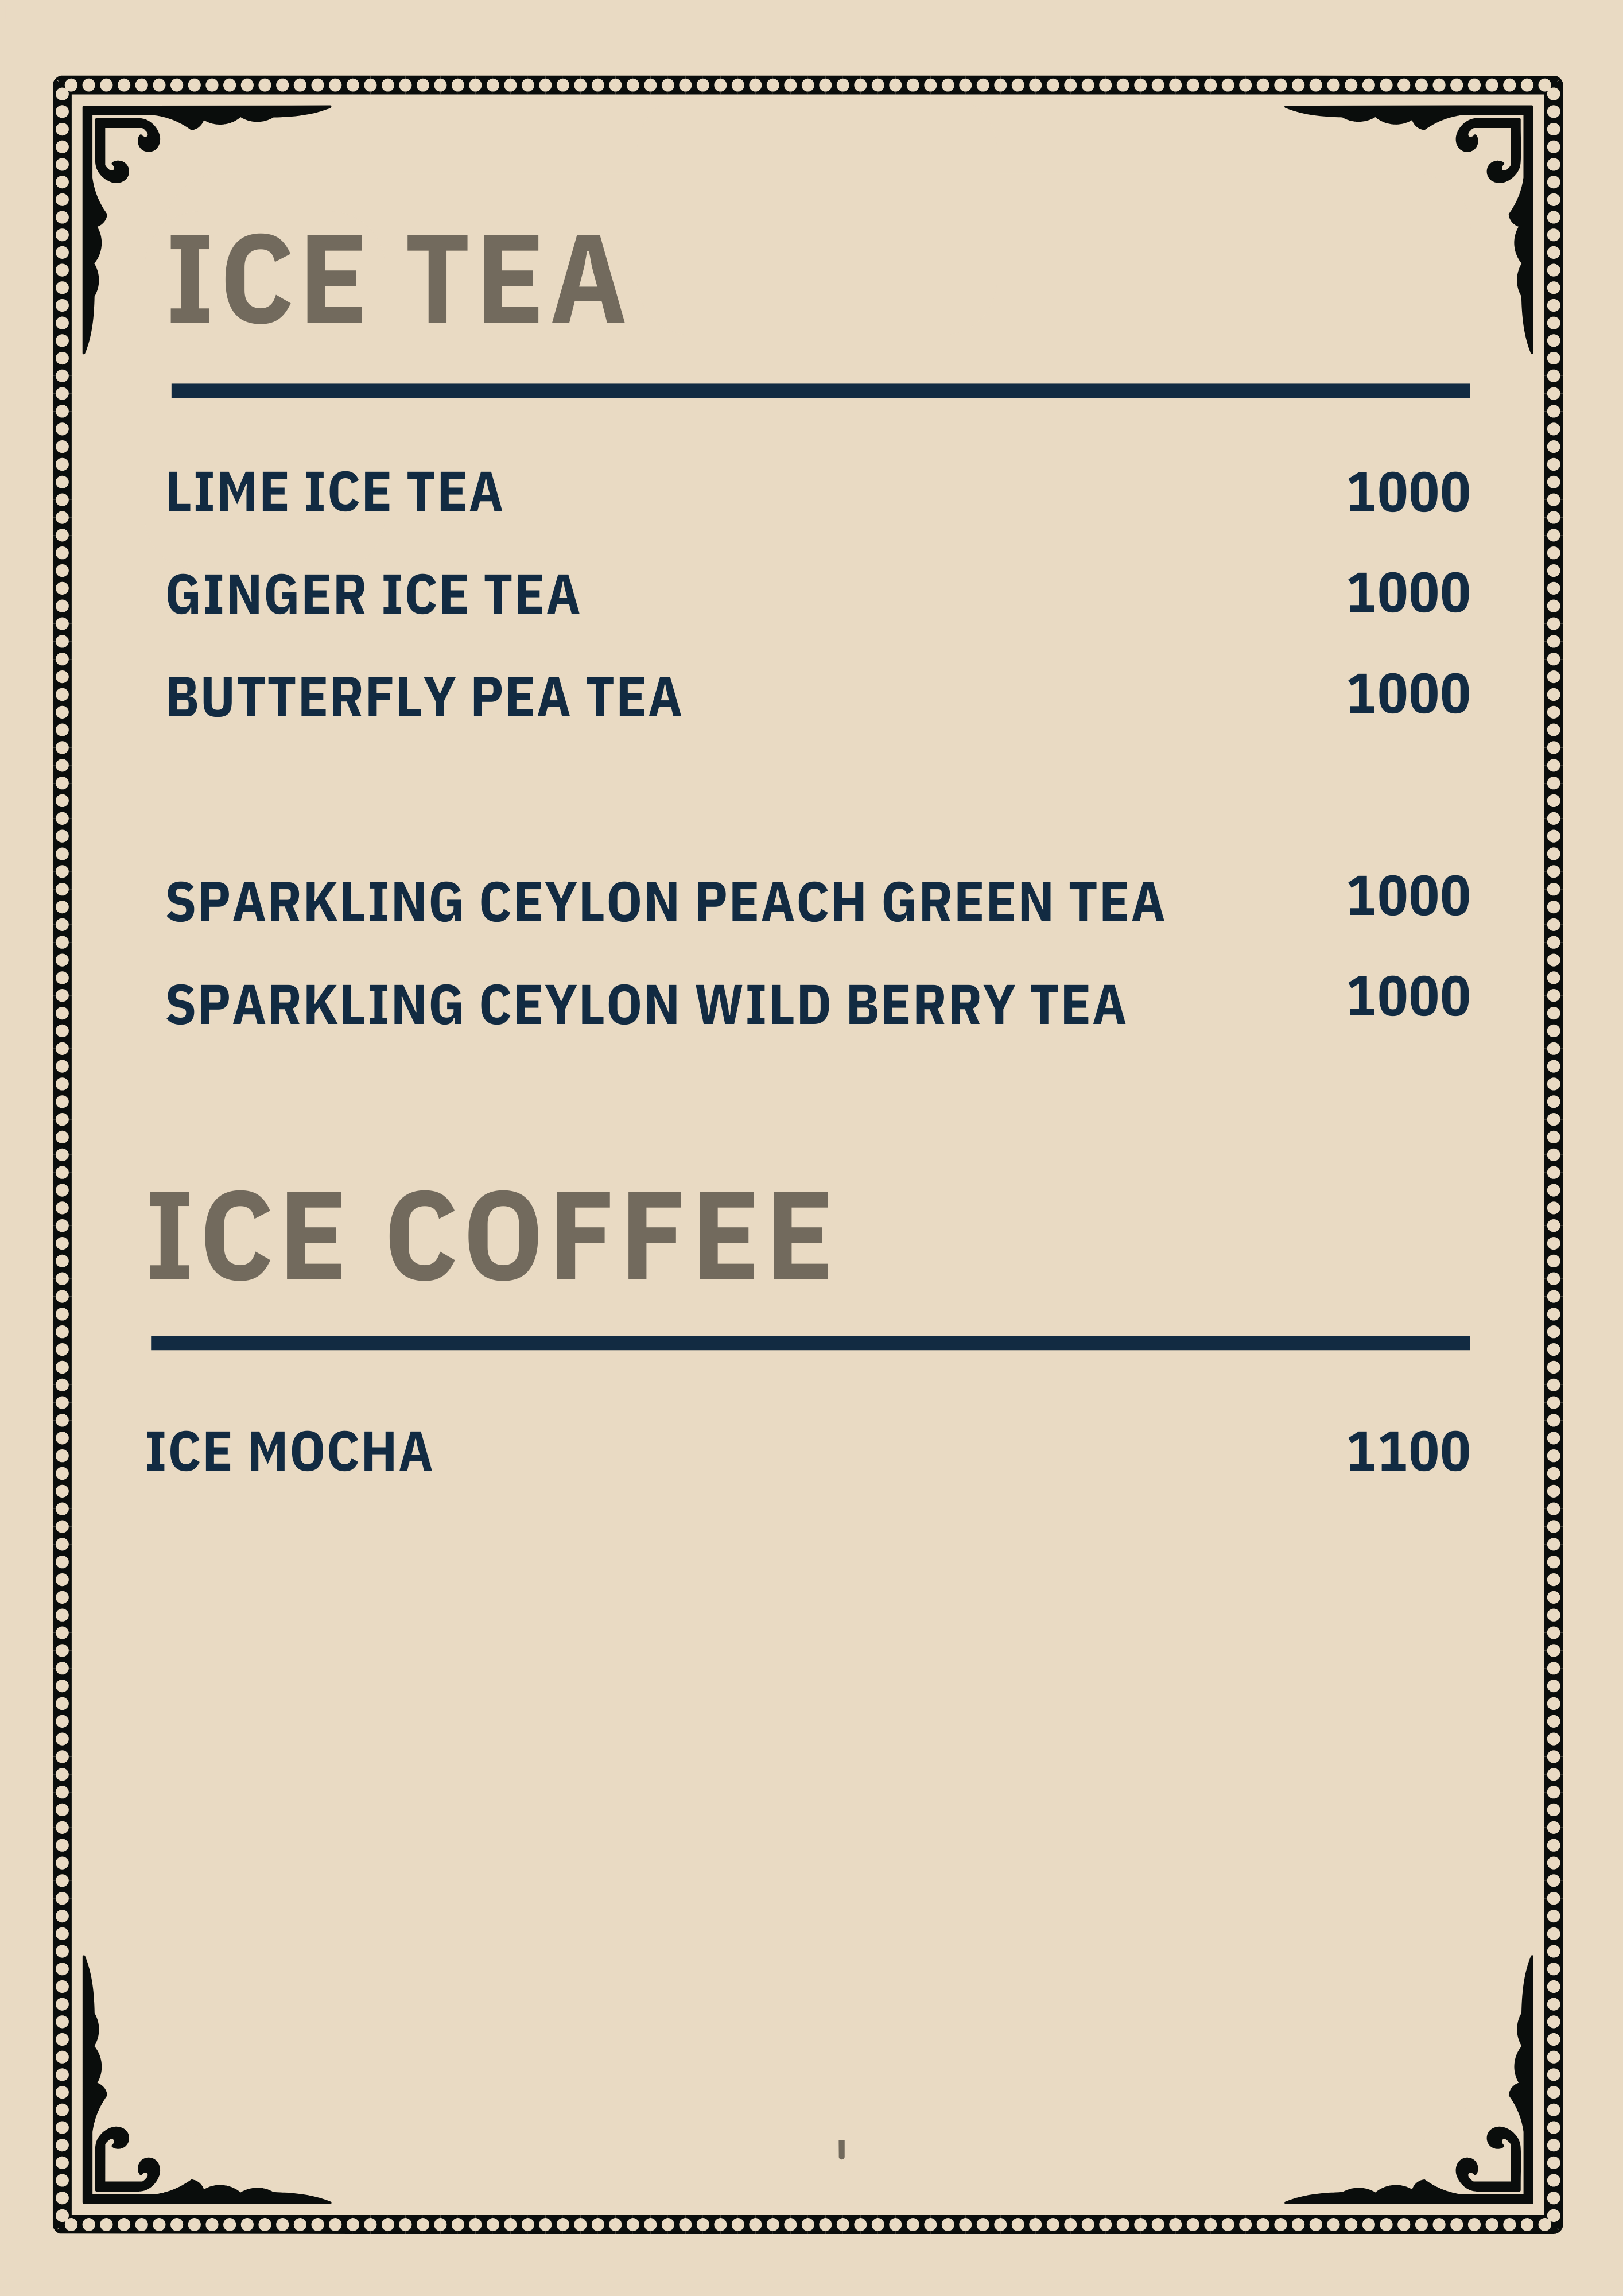 ICE TEA
LIME ICE TEA 1000
GINGER ICE TEA 1000
BUTTERFLY PEA TEA 1000
SPARKLING CEYLON PEACH GREEN TEA 1000
SPARKLING CEYLON WILD BERRY TEA 1000
ICE COFFEE
ICE MOCHA 1100
'